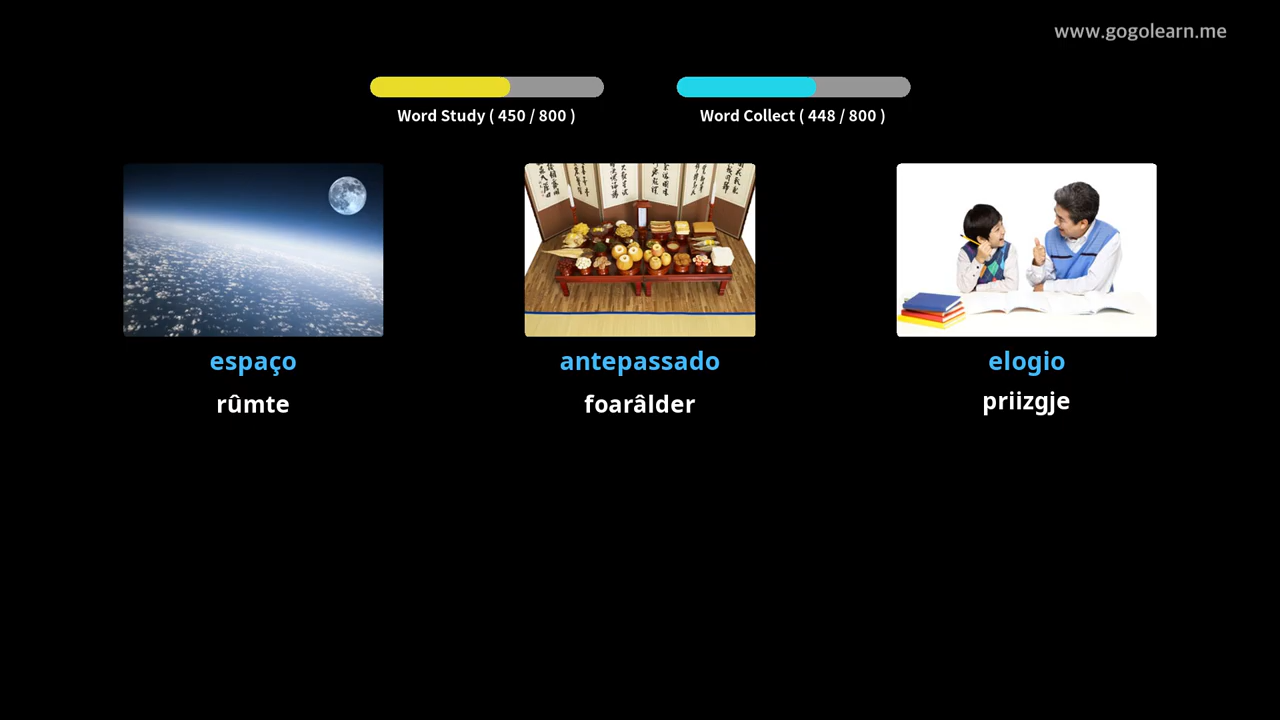 www.gogolearn.me
Word Study ( 450 / 800 )
Word Collect ( 448 / 800 )
espaço
antepassado
elogio
rûmte
foarâlder
priizgje